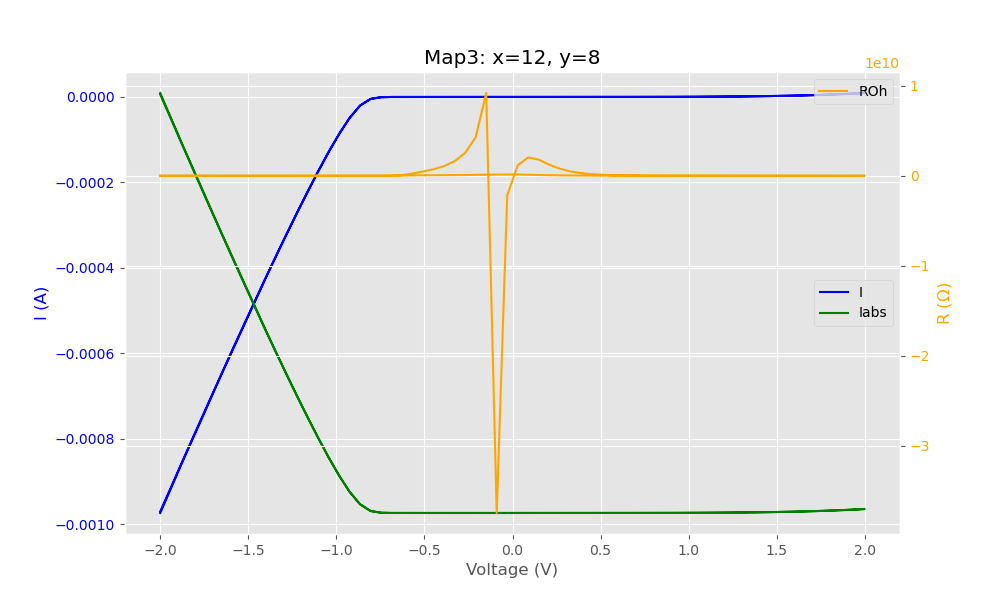 Map3: x=12, y=8
1e10
0.0000
−0.0002
−0.0004
−0.0006
−0.0008
−0.0010
I (A)
−2.0
−1.5
−1.0
−0.5
0.0
0.5
1.0
1.5
2.0
Voltage (V)
1
0
−1
−2
−3
R (Ω)
ROh
I
Iabs